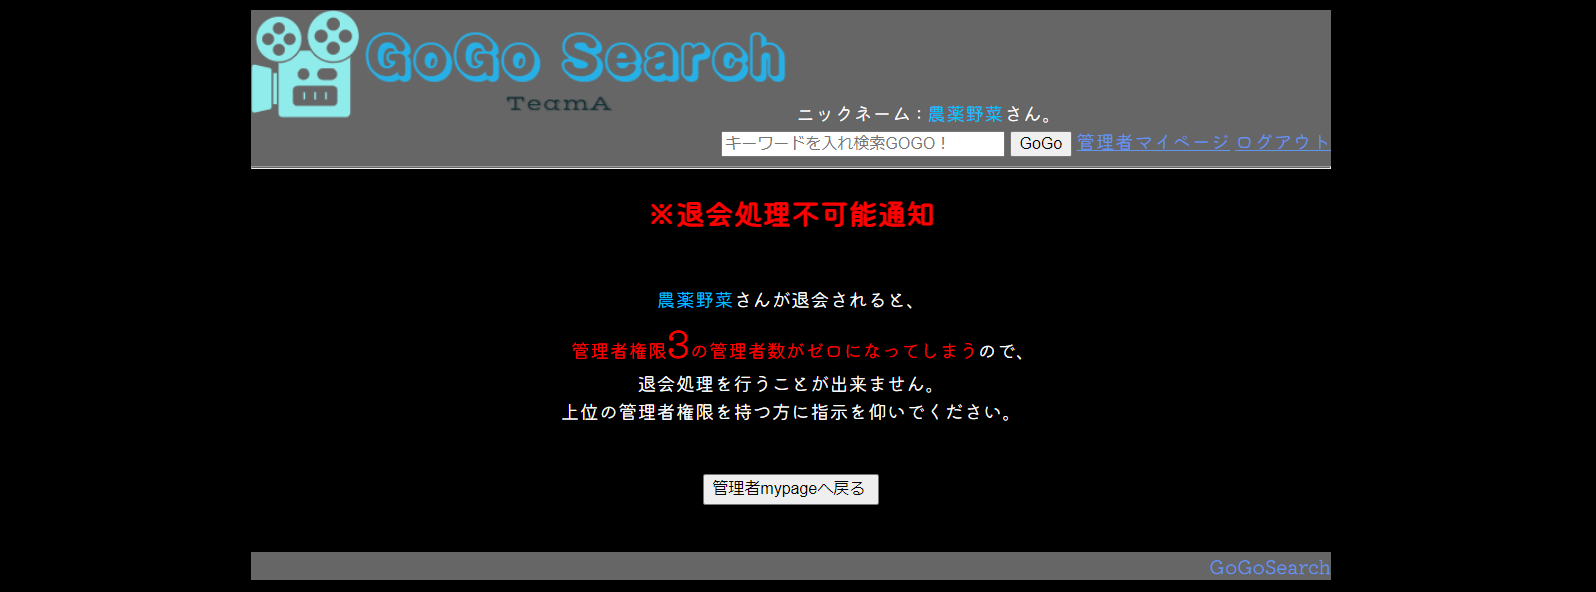 GoGo Search
TeamA
ニックネーム：農薬野菜さん。
キーワードを入れ検索GOGO！ GoGo 管理者マイページ ログアウト
※退会処理不可能通知
農薬野菜さんが退会されると、
管理者権限3の管理者数がゼロになってしまうので、
退会処理を行うことが出来ません。
上位の管理者権限を持つ方に指示を仰いでください。
管理者mypageへ戻る
GoGoSearch